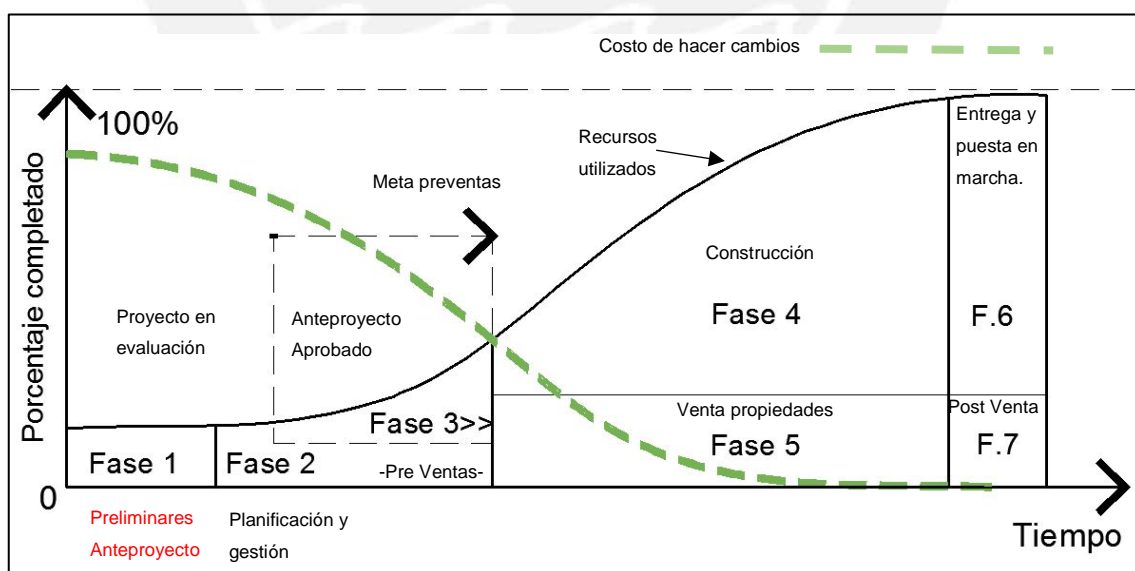 Costo de hacer cambios
100%
Porcentaje completado
Recursos
utilizados
Entrega y
puesta en
marcha.
Meta preventas
Construcción
Proyecto en
evaluación
Anteproyecto
Aprobado
Fase 4
F.6
Fase 3>>
Venta propiedades
Post Venta
Fase 1
Fase 2
-Pre Ventas-
Fase 5
F.7
0
Preliminares
Anteproyecto
Planificación y
gestión
Tiempo